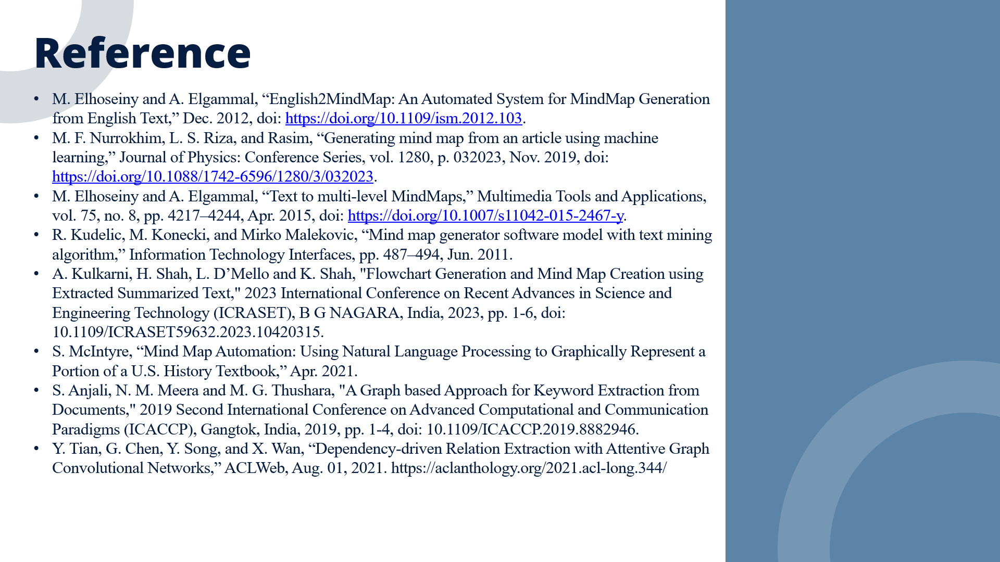 Reference
• M. Elhoseiny and A. Elgammal, “English2MindMap: An Automated System for MindMap Generation
from English Text,” Dec. 2012, doi: https://doi.org/10.1109/ism.2012.103.
• M. F. Nurrokhim, L. S. Riza, and Rasim, “Generating mind map from an article using machine
learning,” Journal of Physics: Conference Series, vol. 1280, p. 032023, Nov. 2019, doi:
https://doi.org/10.1088/1742-6596/1280/3/032023.
• M. Elhoseiny and A. Elgammal, “Text to multi-level MindMaps,” Multimedia Tools and Applications,
vol. 75, no. 8, pp. 4217–4244, Apr. 2015, doi: https://doi.org/10.1007/s11042-015-2467-y.
• R. Kudelic, M. Konecki, and Mirko Malekovic, “Mind map generator software model with text mining
algorithm,” Information Technology Interfaces, pp. 487–494, Jun. 2011.
• A. Kulkarni, H. Shah, L. D’Mello and K. Shah, "Flowchart Generation and Mind Map Creation using
Extracted Summarized Text," 2023 International Conference on Recent Advances in Science and
Engineering Technology (ICRASET), B G NAGARA, India, 2023, pp. 1-6, doi:
10.1109/ICRASET59632.2023.10420315.
• S. McIntyre, “Mind Map Automation: Using Natural Language Processing to Graphically Represent a
Portion of a U.S. History Textbook,” Apr. 2021.
• S. Anjali, N. M. Meera and M. G. Thushara, "A Graph based Approach for Keyword Extraction from
Documents," 2019 Second International Conference on Advanced Computational and Communication
Paradigms (ICACCP), Gangtok, India, 2019, pp. 1-4, doi: 10.1109/ICACCP.2019.8882946.
• Y. Tian, G. Chen, Y. Song, and X. Wan, “Dependency-driven Relation Extraction with Attentive Graph
Convolutional Networks,” ACLWeb, Aug. 01, 2021. https://aclanthology.org/2021.acl-long.344/